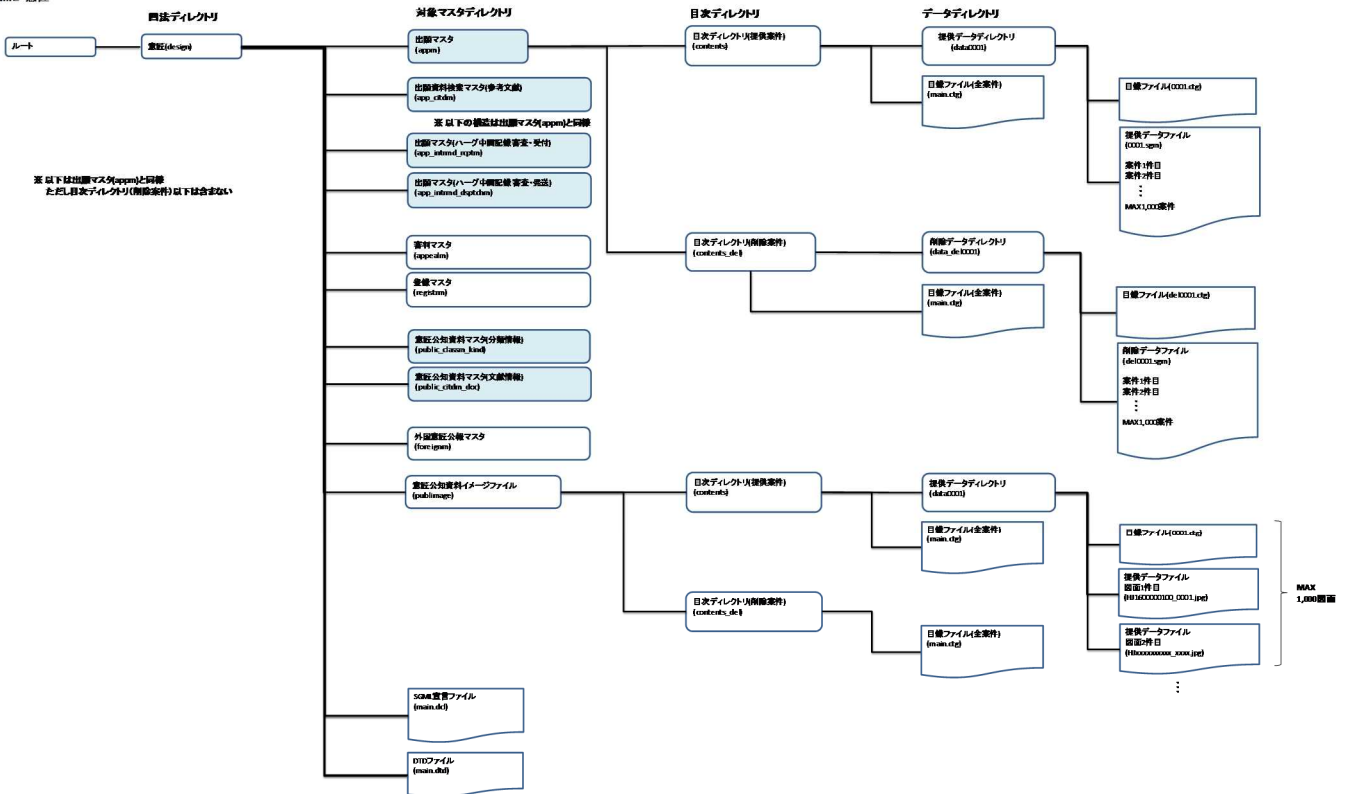 四法ディレクトリ
対象マスタディレクトリ
目次ディレクトリ
データディレクトリ
ルート
意匠(design)
出願マスタ
(appm)
目次ディレクトリ(提供案件)
(contents)
提供データディレクトリ
(data0001)
目録ファイル(全案件)
(main.ctg)
目録ファイル(0001.ctg)
提供データファイル
(0001.sgm)
案件1件目
案件2件目
⋮
MAX1,000案件
出願資料検索マスタ(参考文献)
(app_citdm)
※ 以下の構造は出願マスタ(appm)と同様
出願マスタ(ハーグ中間記録 審査・受付)
(app_intrmd_rcptm)
出願マスタ(ハーグ中間記録 審査・発送)
(app_intrmd_dsptchm)
※ 以下は出願マスタ(appm)と同様
ただし目次ディレクトリ(削除案件)以下は含まない
審判マスタ
(appealm)
登録マスタ
(registrm)
意匠公知資料マスタ(分類情報)
(public_classm_kind)
意匠公知資料マスタ(文献情報)
(public_citdm_doc)
外国意匠公報マスタ
(foreignm)
意匠公知資料イメージファイル
(publimage)
目次ディレクトリ(削除案件)
(contents_del)
削除データディレクトリ
(data_del0001)
目録ファイル(全案件)
(main.ctg)
目録ファイル(del0001.ctg)
削除データファイル
(del0001.sgm)
案件1件目
案件2件目
⋮
MAX1,000案件
目次ディレクトリ(提供案件)
(contents)
提供データディレクトリ
(data0001)
目録ファイル(全案件)
(main.ctg)
目録ファイル(0001.ctg)
提供データファイル
図面1件目
(HJ1600000100_0001.jpg)
提供データファイル
図面2件目
(HJxxxxxxxxxx_xxxx.jpg)
⋮
MAX
1,000図面
目次ディレクトリ(削除案件)
(contents_del)
目録ファイル(全案件)
(main.ctg)
SGML宣言ファイル
(main.dcl)
DTDファイル
(main.dtd)